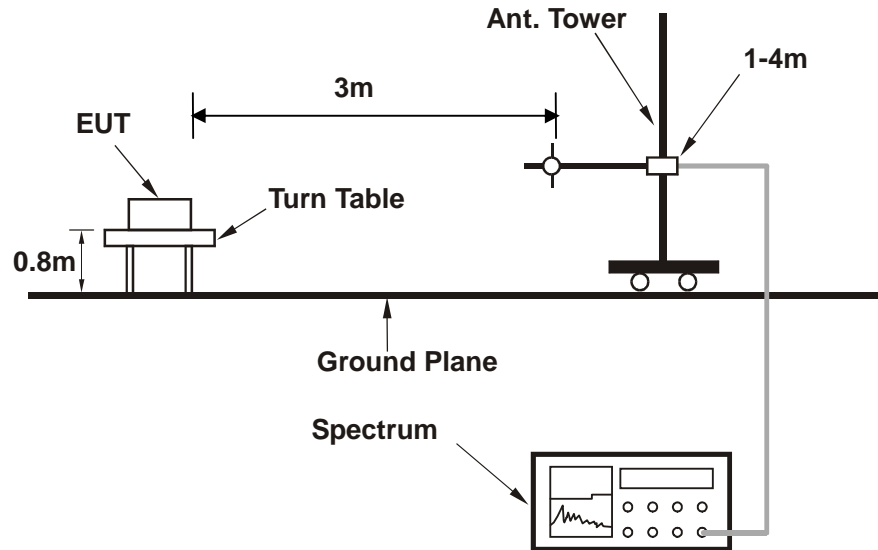 Ant. Tower
1-4m
3m
EUT
Turn Table
0.8m
Ground Plane
Spectrum